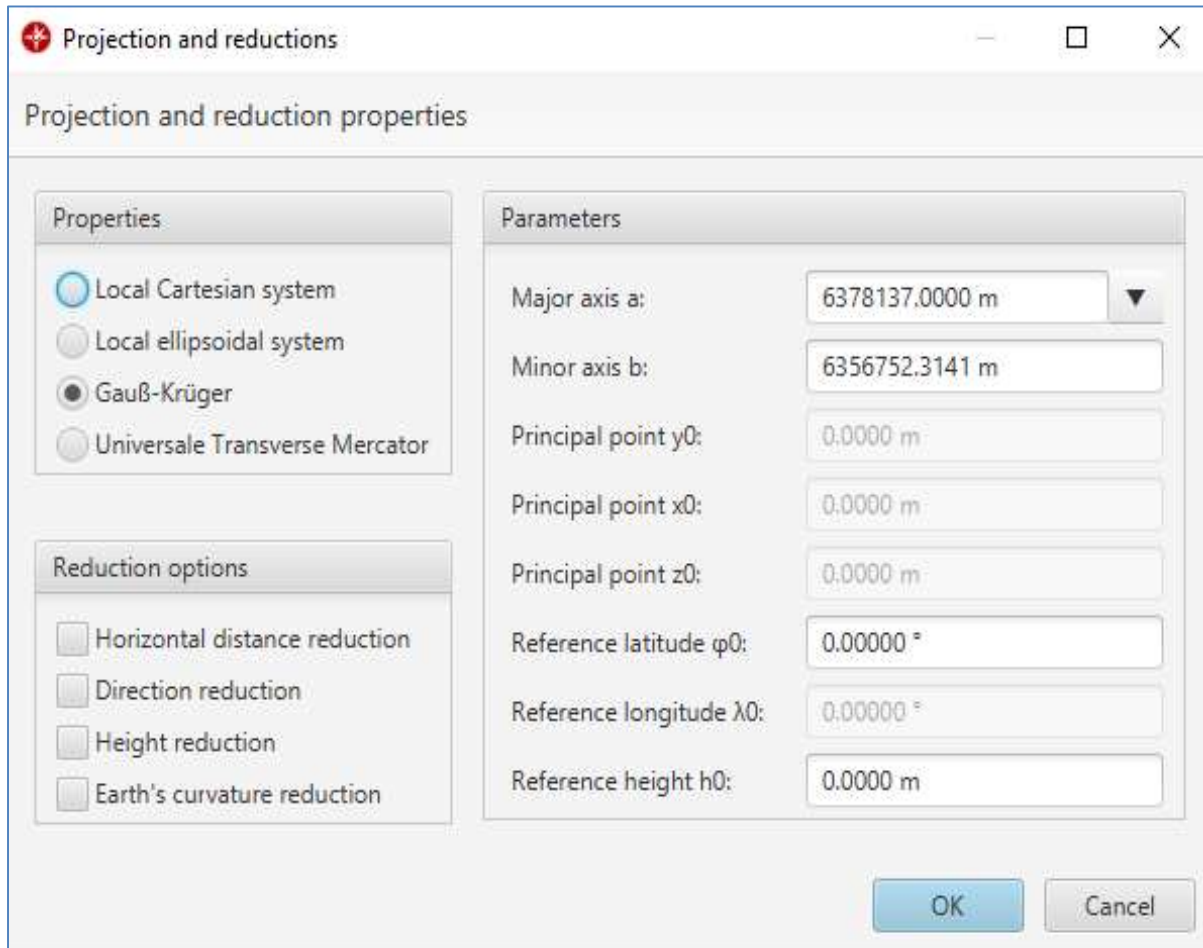 Projection and reductions
Projection and reduction properties
Properties
Local Cartesian system
Local ellipsoidal system
Gauß-Krüger
Universale Transverse Mercator
Reduction options
Horizontal distance reduction
Direction reduction
Height reduction
Earth's curvature reduction
Parameters
Major axis a: 6378137.0000 m
Minor axis b: 6356752.3141 m
Principal point y0: 0.0000 m
Principal point x0: 0.0000 m
Principal point z0: 0.0000 m
Reference latitude φ0: 0.00000 °
Reference longitude λ0: 0.00000 °
Reference height h0: 0.0000 m
OK Cancel